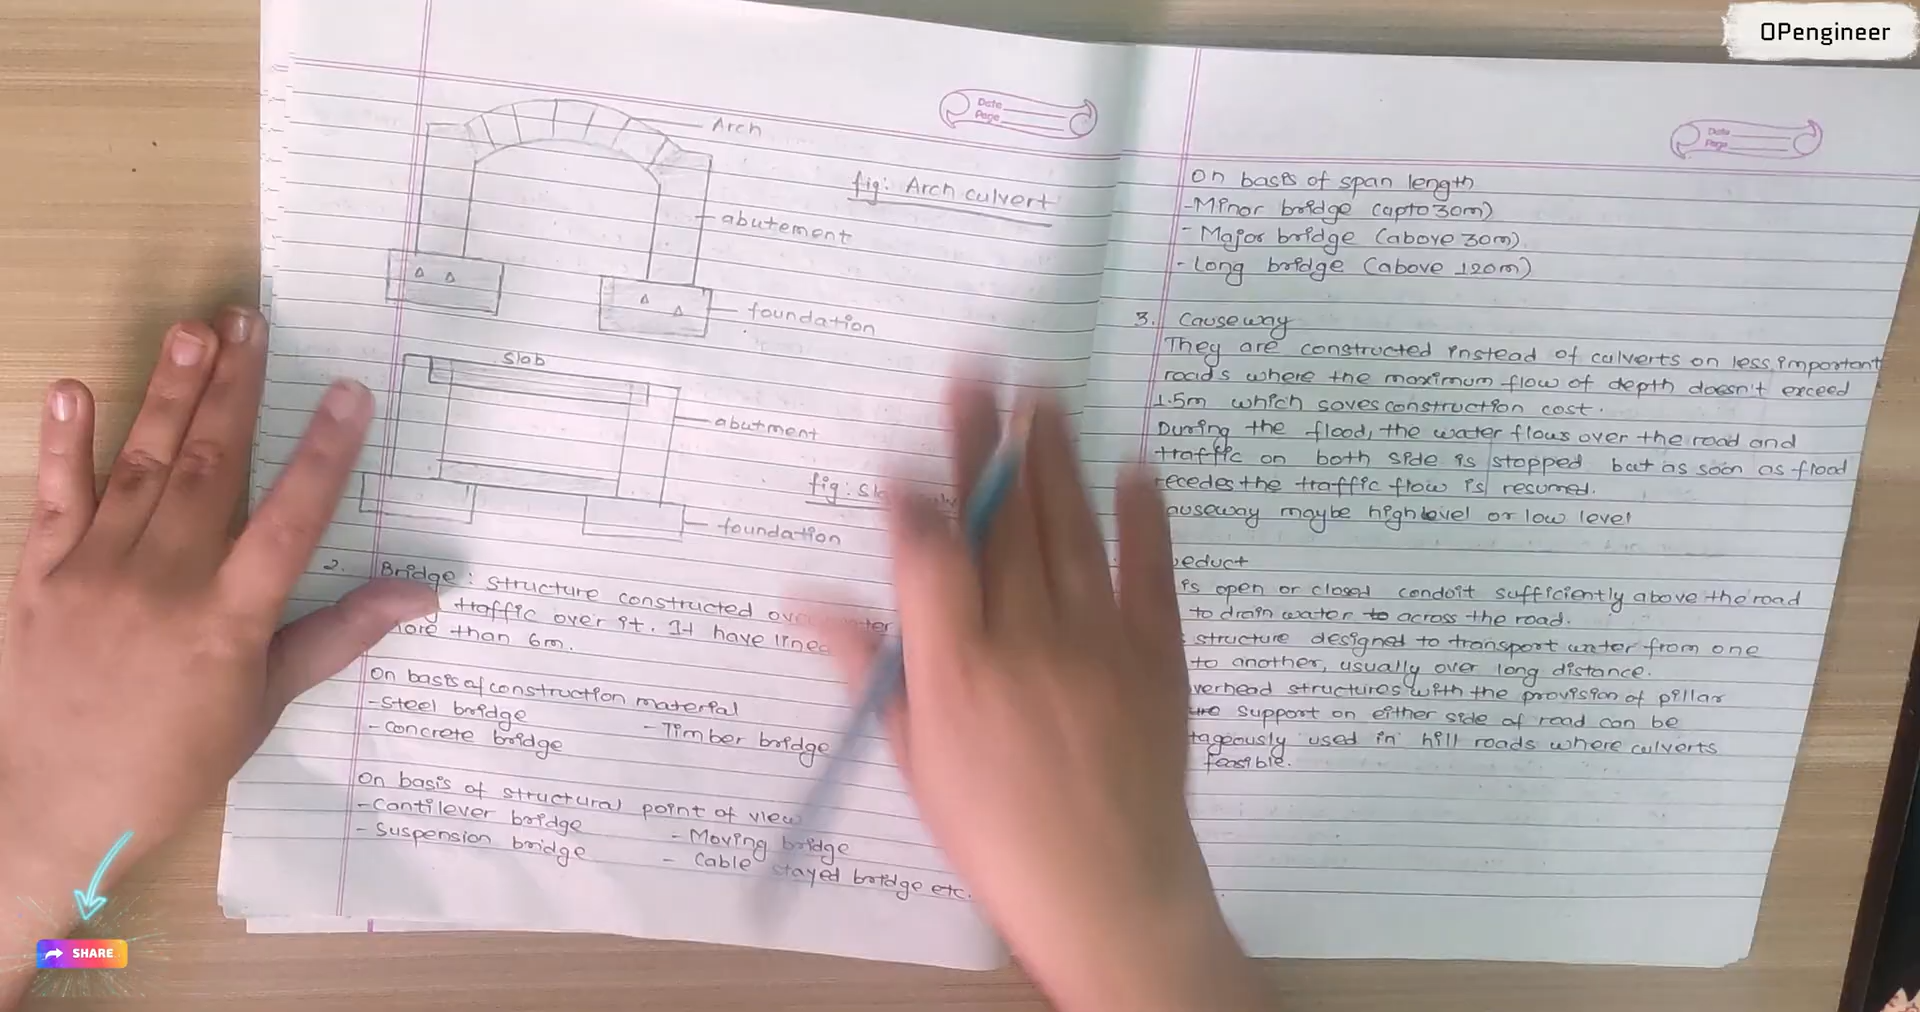 OPengineer
Date
Page
Arch
fig: Arch culvert
abutement
foundation
slab
abutment
foundation
2. Bridge: structure constructed
traffic over it. It have
more than 6m.
On basis of construction material
- Steel bridge
- Timber bridge
- Concrete bridge
On basis of structural point of view
- Cantilever bridge
- Moving bridge
- Suspension bridge
- Cable stayed bridge etc.
Date
Page
On basis of span length
- Minor bridge (upto 30m)
- Major bridge (above 30m)
- Long bridge (above 120m)
3. Causeway
They are constructed instead of culverts on less important
roads where the maximum flow of depth doesn't exceed
1.5m which saves construction cost.
During the flood, the water flows over the road and
traffic on both side is stopped but as soon as flood
recedes the traffic flow is resumed.
causeway maybe high level or low level
is open or closed conduit sufficiently above the road
to drain water to across the road.
structure designed to transport water from one
to another, usually over long distance.
structures with the provision of pillar
support on either side of road can be
used in hill roads where culverts
feasible.
SHARE